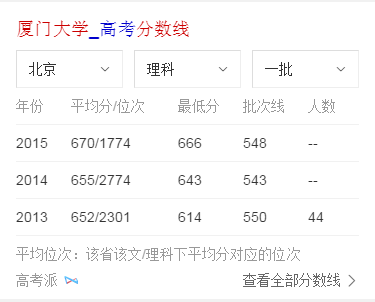 厦门大学_高考分数线
北京 理科 一批
年份 平均分/位次 最低分 批次线 人数
2015 670/1774 666 548 --
2014 655/2774 643 543 --
2013 652/2301 614 550 44
平均位次：该省该文/理科下平均分对应的位次
高考派 查看全部分数线